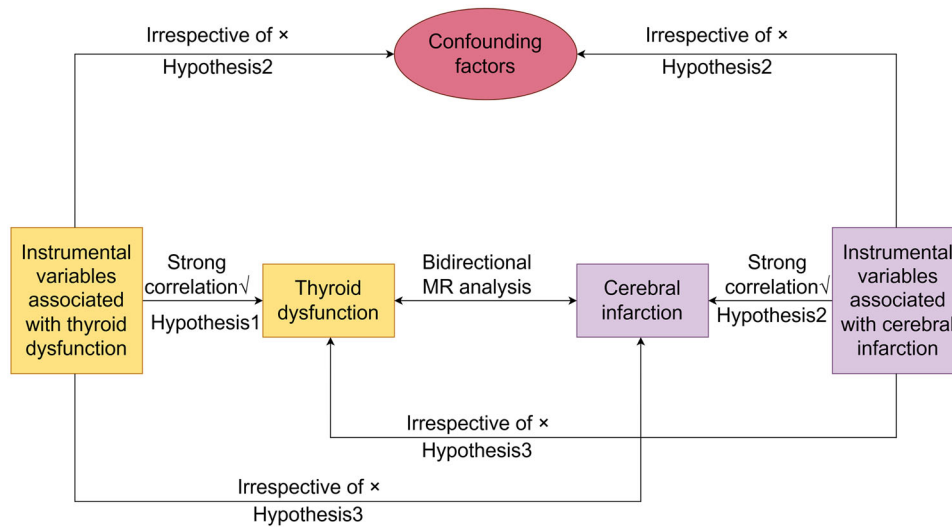 Irrespective of ×
Hypothesis2
Confounding
factors
Irrespective of ×
Hypothesis2
Instrumental
variables
associated
with thyroid
dysfunction
Strong
correlation√
Hypothesis1
Thyroid
dysfunction
Bidirectional
MR analysis
Cerebral
infarction
Strong
correlation√
Hypothesis2
Instrumental
variables
associated
with cerebral
infarction
Irrespective of ×
Hypothesis3
Irrespective of ×
Hypothesis3